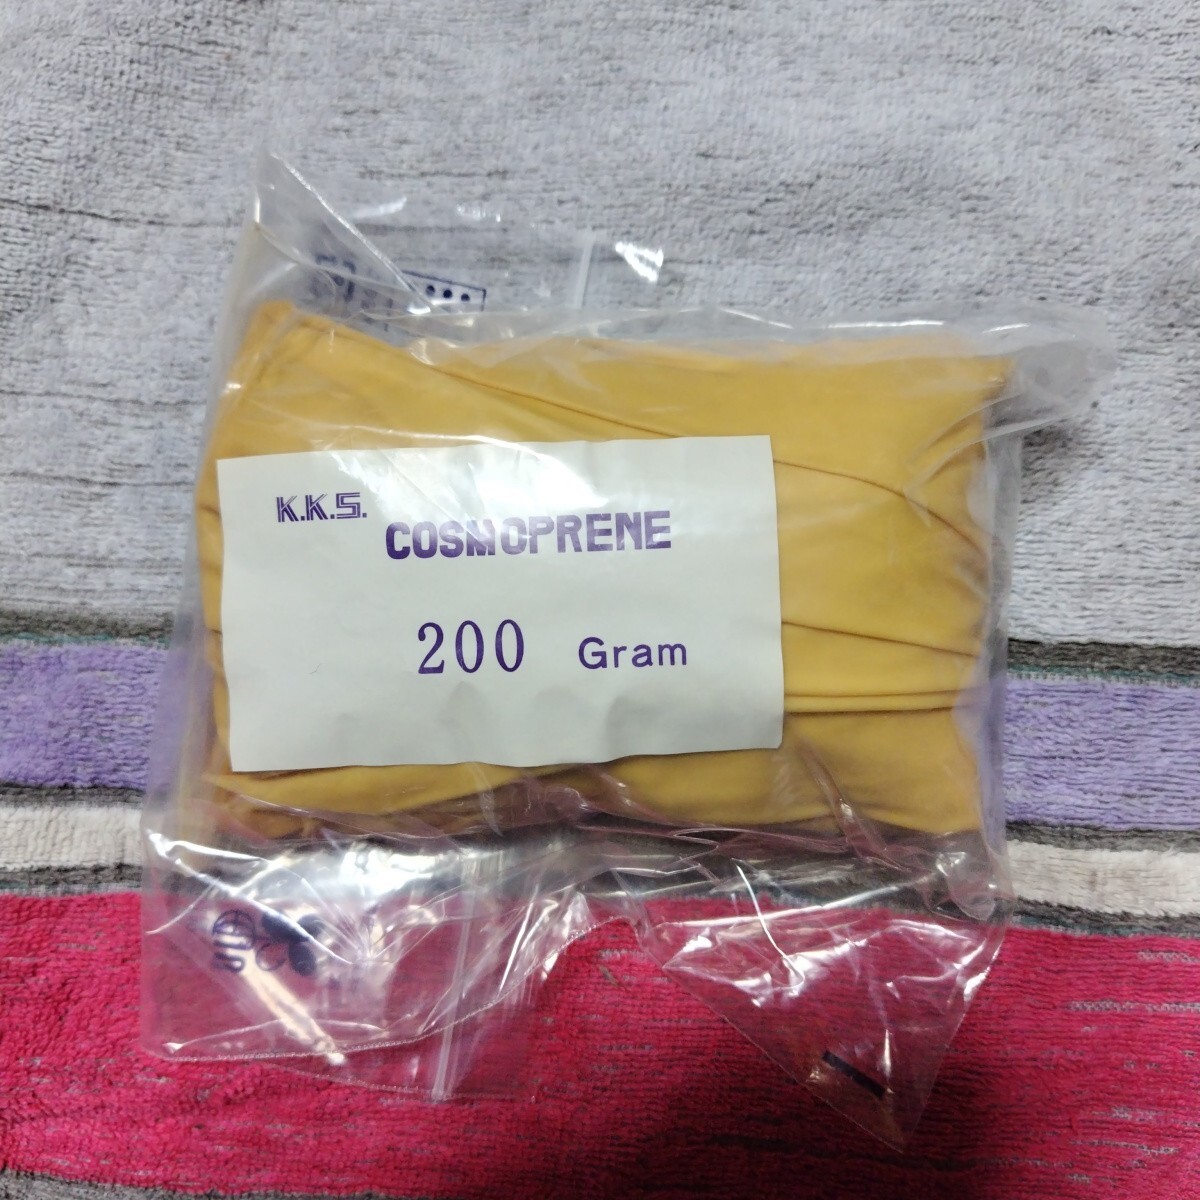 K.K.S.
COSMOPRENE
200 Gram